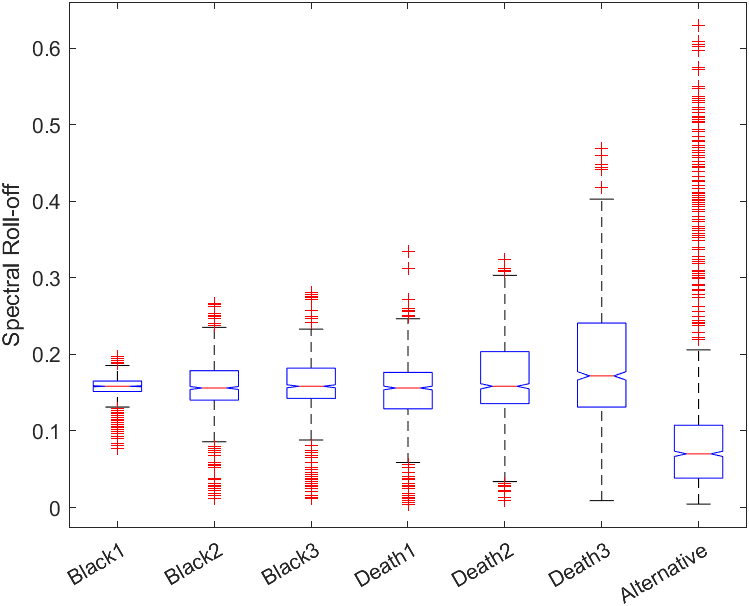 Spectral Roll-off
0.6
0.5
0.4
0.3
0.2
0.1
0
Black1
Black2
Black3
Death1
Death2
Death3
Alternative